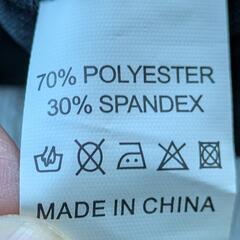 70% POLYESTER
30% SPANDEX
MADE IN CHINA